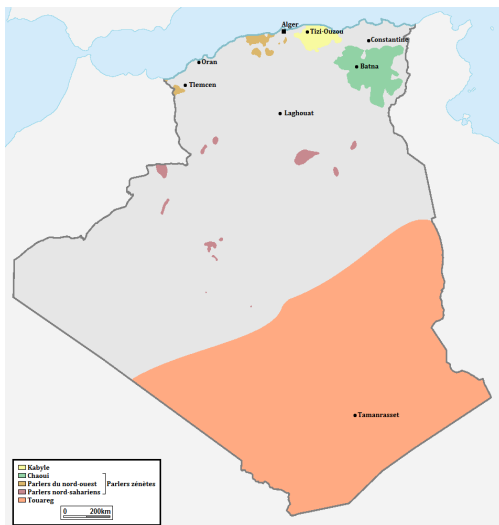 Alger
Tizi-Ouzou
Constantine
Oran
Batna
Tlemcen
Laghouat
Tamanrasset
Kabyle
Chaoui
Parlers du nord-ouest
Parlers zénètes
Parlers nord-sahariens
Touareg
0 200km